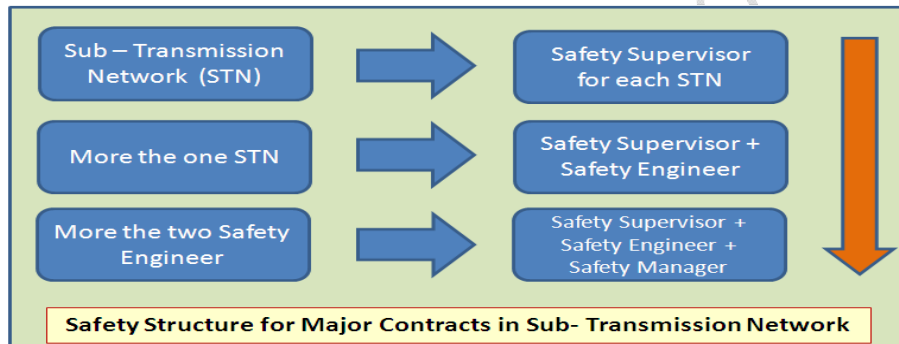 Sub – Transmission
Network (STN)
Safety Supervisor
for each STN
More the one STN
Safety Supervisor +
Safety Engineer
More the two Safety
Engineer
Safety Supervisor +
Safety Engineer +
Safety Manager
Safety Structure for Major Contracts in Sub- Transmission Network